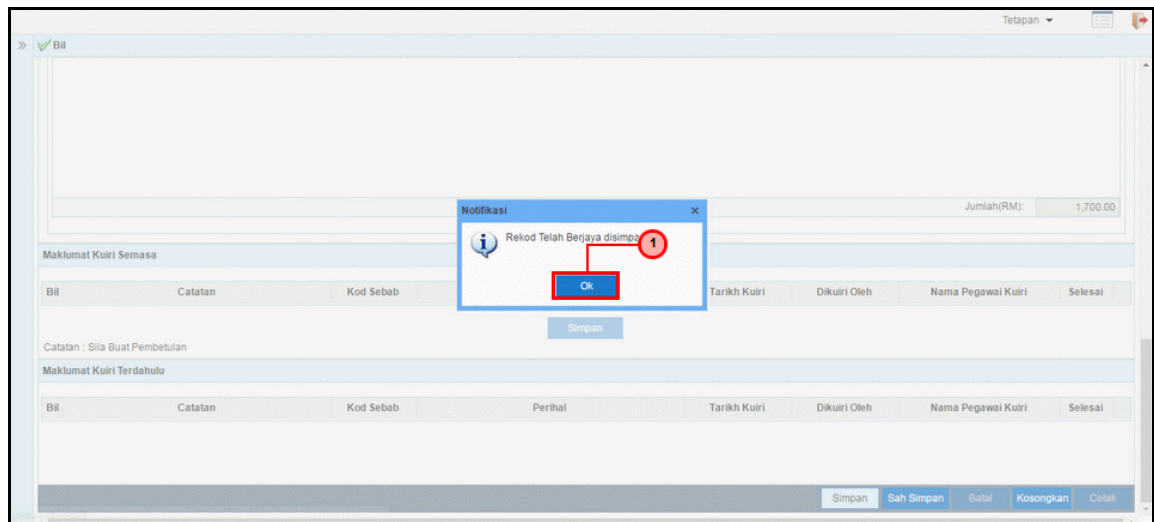 Tetapan
Bil
Jumlah(RM): 1,700.00
Notifikasi
Rekod Telah Berjaya disimpa
1
Ok
Maklumat Kuiri Semasa
Bil Catatan Kod Sebab Tarikh Kuiri Dikuiri Oleh Nama Pegawai Kuiri Selesai
Simpan
Catatan : Sila Buat Pembetulan
Maklumat Kuiri Terdahulu
Bil Catatan Kod Sebab Perihal Tarikh Kuiri Dikuiri Oleh Nama Pegawai Kuiri Selesai
Simpan Sah Simpan Batal Kosongkan Cetak